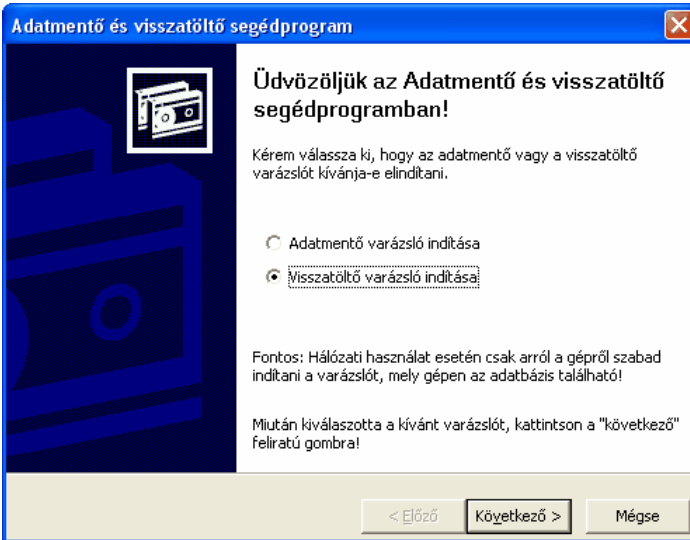 Adatmentő és visszatöltő segédprogram
Üdvözöljük az Adatmentő és visszatöltő
segédprogramban!
Kérem válassza ki, hogy az adatmentő vagy a visszatöltő
varázslót kívánja-e elindítani.
Adatmentő varázsló indítása
Visszatöltő varázsló indítása
Fontos: Hálózati használat esetén csak arról a gépről szabad
indítani a varázslót, mely gépen az adatbázis található!
Miután kiválaszotta a kívánt varázslót, kattintson a "következő"
feliratú gombra!
< Előző Következő > Mégse